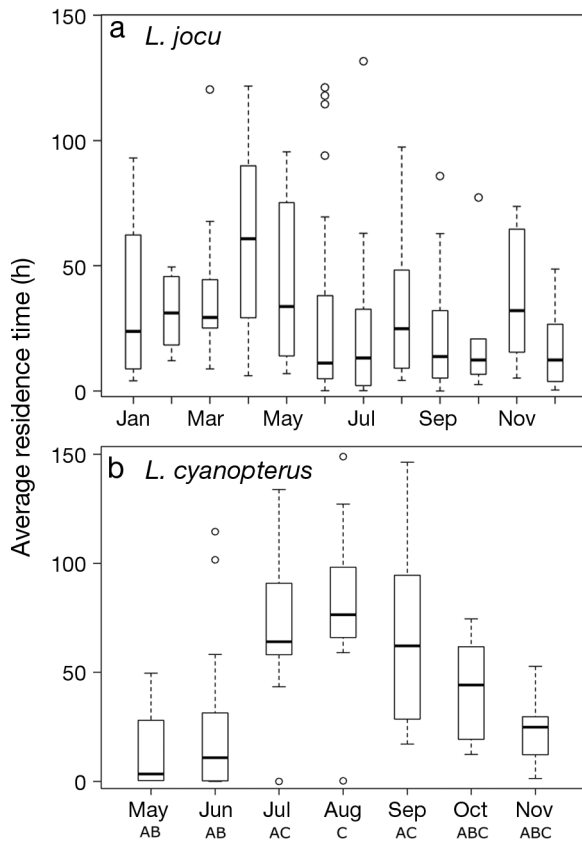 a L. jocu
150
100
50
0
Jan Mar May Jul Sep Nov
Average residence time (h)
b L. cyanopterus
150
100
50
0
May Jun Jul Aug Sep Oct Nov
AB AB AC C AC ABC ABC